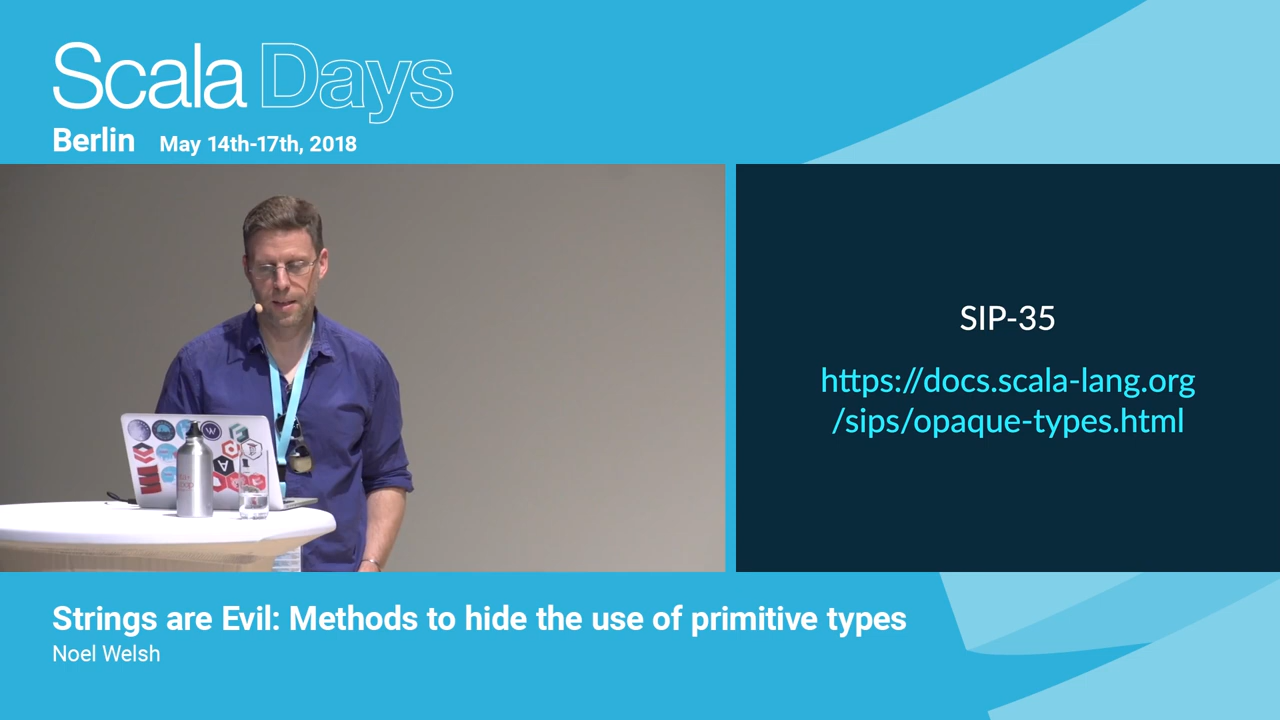 Scala Days
Berlin May 14th-17th, 2018
SIP-35
https://docs.scala-lang.org
/sips/opaque-types.html
Strings are Evil: Methods to hide the use of primitive types
Noel Welsh